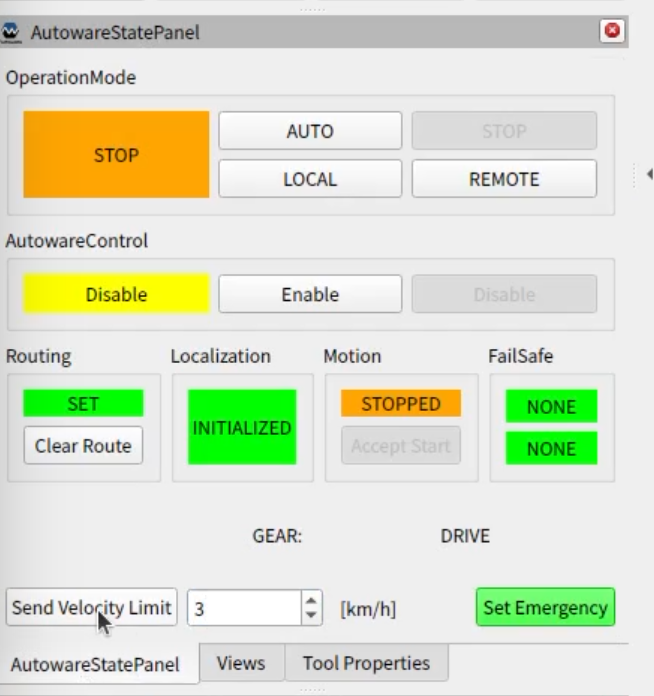 AutowareStatePanel
OperationMode
STOP
AUTO
STOP
LOCAL
REMOTE
AutowareControl
Disable
Enable
Disable
Routing
Localization
Motion
FailSafe
SET
Clear Route
INITIALIZED
STOPPED
Accept Start
NONE
NONE
GEAR:
DRIVE
Send Velocity Limit
3
[km/h]
Set Emergency
AutowareStatePanel
Views
Tool Properties